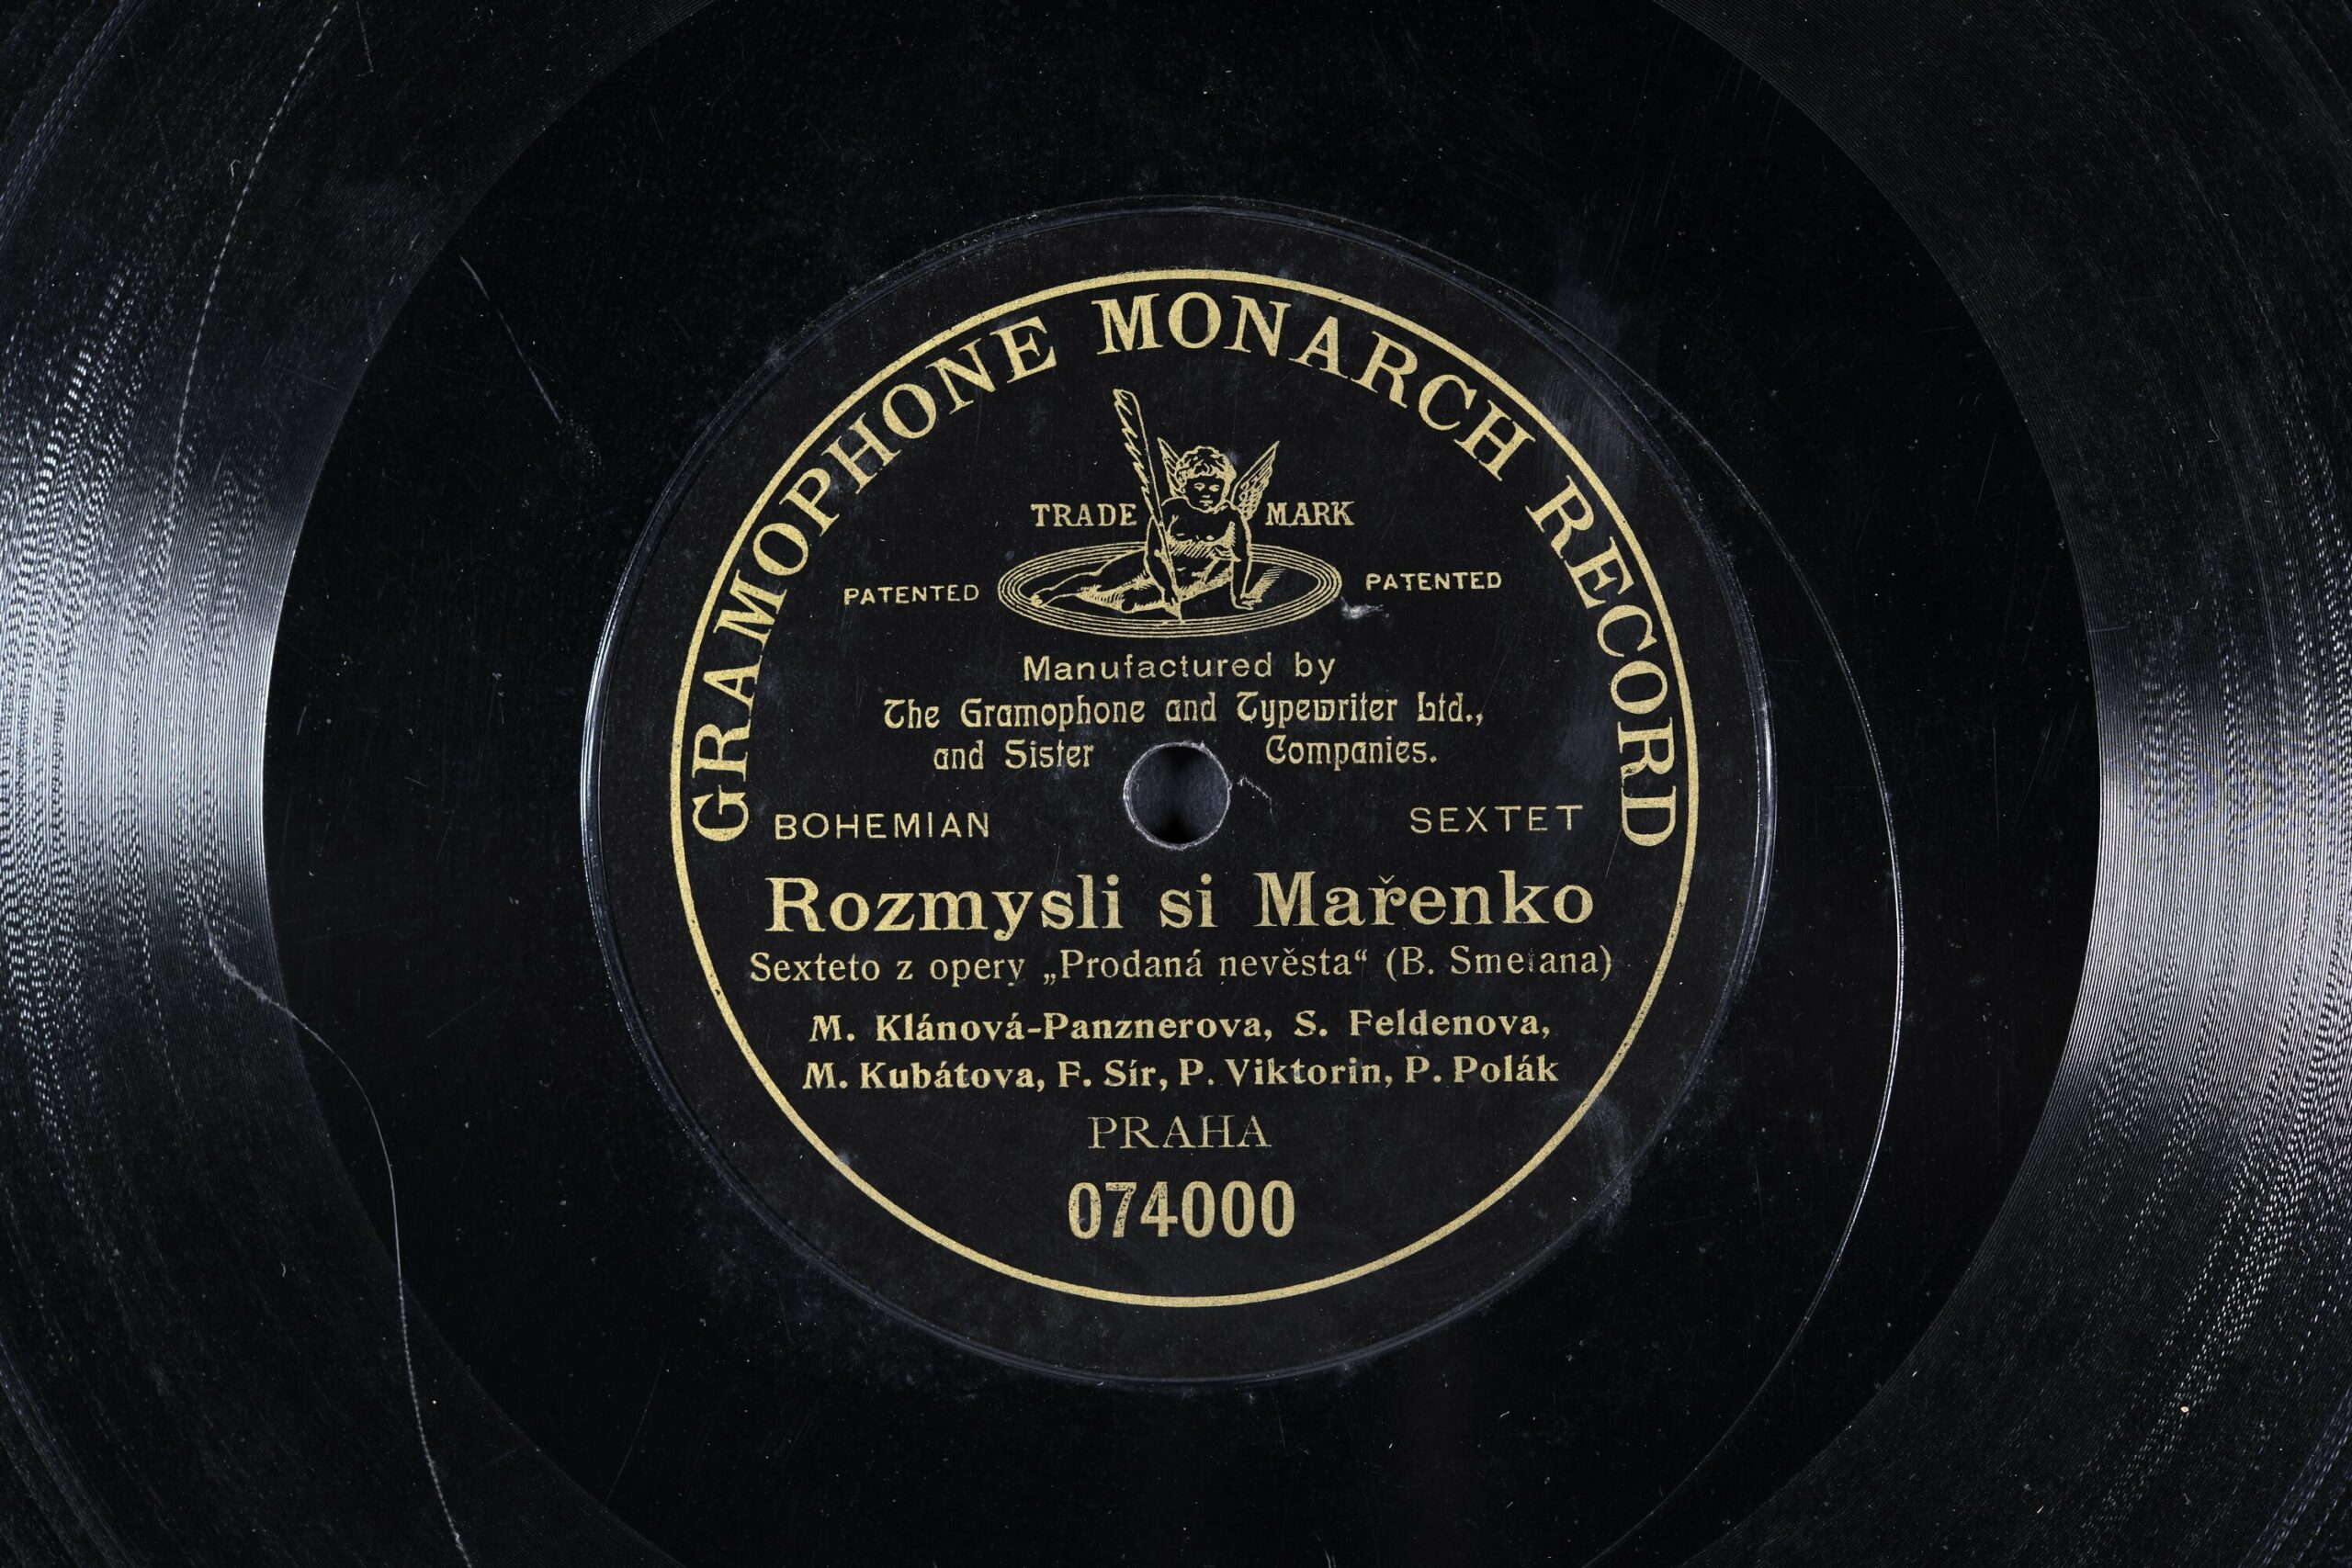 GRAMOPHONE MONARCH RECORD
TRADE MARK
PATENTED PATENTED
Manufactured by
The Gramophone and Typewriter Ltd.,
and Sister Companies.
BOHEMIAN SEXTET
Rozmysli si Mařenko
Sexteto z opery „Prodaná nevěsta“ (B. Smetana)
M. Klánová-Panznerova, S. Feldenova,
M. Kubátova, F. Sír, P. Viktorin, P. Polák
PRAHA
074000